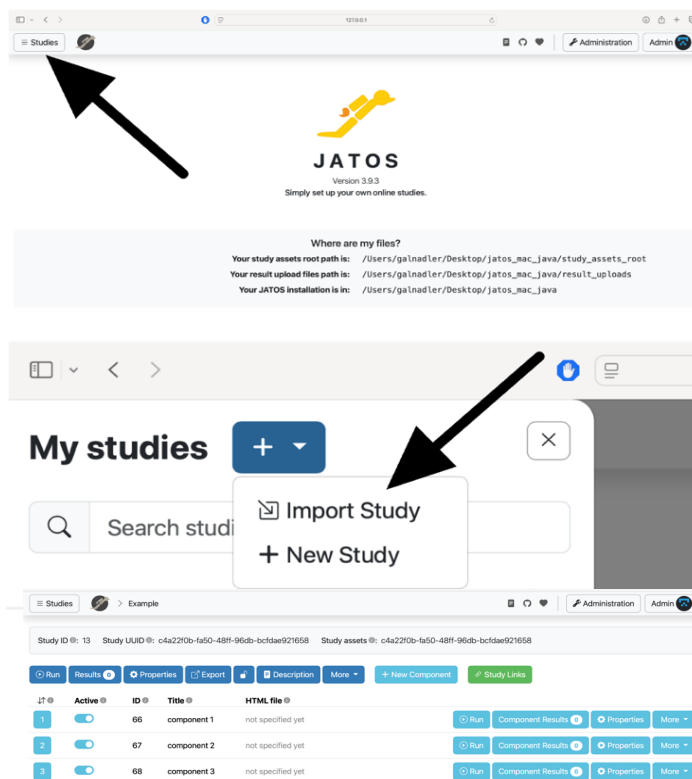 127.0.0.1
Studies Administration Admin
JATOS
Version 3.9.3
Simply set up your own online studies.
Where are my files?
Your study assets root path is: /Users/galnadler/Desktop/jatos_mac_java/study_assets_root
Your result upload files path is: /Users/galnadler/Desktop/jatos_mac_java/result_uploads
Your JATOS installation is in: /Users/galnadler/Desktop/jatos_mac_java
My studies +
Search studi
Import Study
+ New Study
Studies > Example Administration Admin
Study ID: 13 Study UUID: c4a22f0b-fa50-48ff-96db-bcfdae921658 Study assets: c4a22f0b-fa50-48ff-96db-bcfdae921658
Run Results 0 Properties Export Description More + New Component Study Links
Active ID Title HTML file
1 66 component 1 not specified yet Run Component Results 0 Properties More
2 67 component 2 not specified yet Run Component Results 0 Properties More
3 68 component 3 not specified yet Run Component Results 0 Properties More